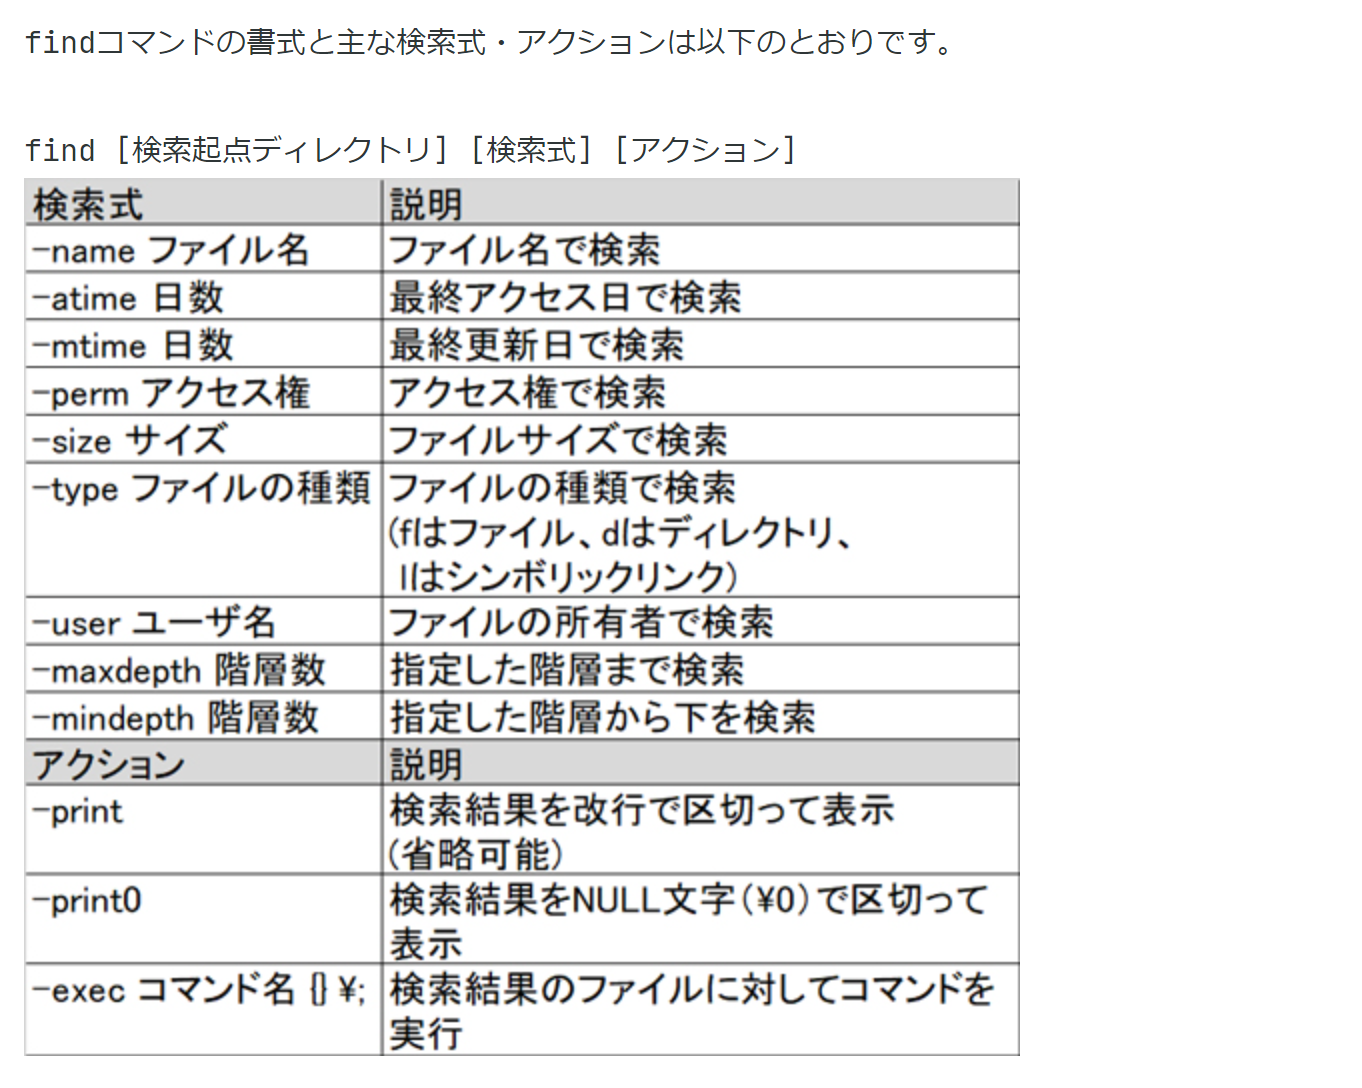 findコマンドの書式と主な検索式・アクションは以下のとおりです。
find [検索起点ディレクトリ] [検索式] [アクション]
検索式 説明
-name ファイル名 ファイル名で検索
-atime 日数 最終アクセス日で検索
-mtime 日数 最終更新日で検索
-perm アクセス権 アクセス権で検索
-size サイズ ファイルサイズで検索
-type ファイルの種類 ファイルの種類で検索
(fはファイル、dはディレクトリ、
lはシンボリックリンク)
-user ユーザ名 ファイルの所有者で検索
-maxdepth 階層数 指定した階層まで検索
-mindepth 階層数 指定した階層から下を検索
アクション 説明
-print 検索結果を改行で区切って表示
(省略可能)
-print0 検索結果をNULL文字(¥0)で区切って
表示
-exec コマンド名 {} ¥; 検索結果のファイルに対してコマンドを
実行